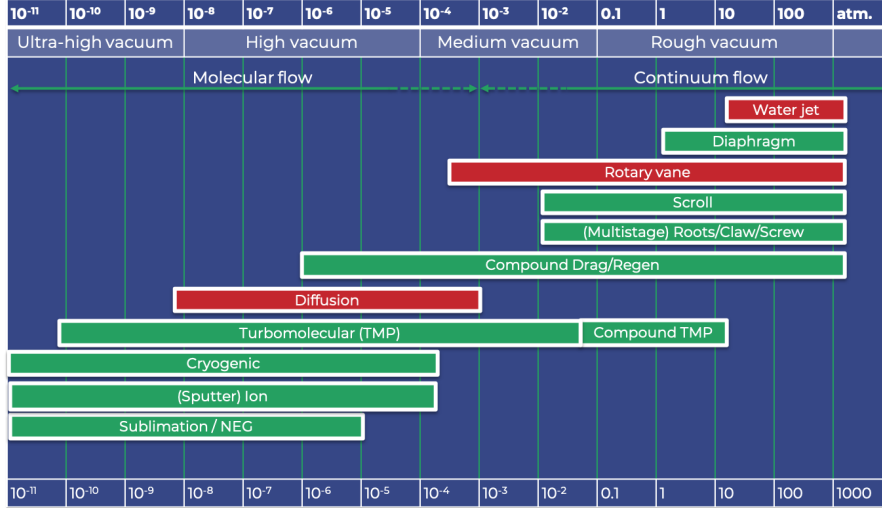 10⁻¹¹ 10⁻¹⁰ 10⁻⁹ 10⁻⁸ 10⁻⁷ 10⁻⁶ 10⁻⁵ 10⁻⁴ 10⁻³ 10⁻² 0.1 1 10 100 atm.
Ultra-high vacuum High vacuum Medium vacuum Rough vacuum
Molecular flow Continuum flow
Water jet
Diaphragm
Rotary vane
Scroll
(Multistage) Roots/Claw/Screw
Compound Drag/Regen
Diffusion
Turbomolecular (TMP) Compound TMP
Cryogenic
(Sputter) Ion
Sublimation / NEG
10⁻¹¹ 10⁻¹⁰ 10⁻⁹ 10⁻⁸ 10⁻⁷ 10⁻⁶ 10⁻⁵ 10⁻⁴ 10⁻³ 10⁻² 0.1 1 10 100 1000